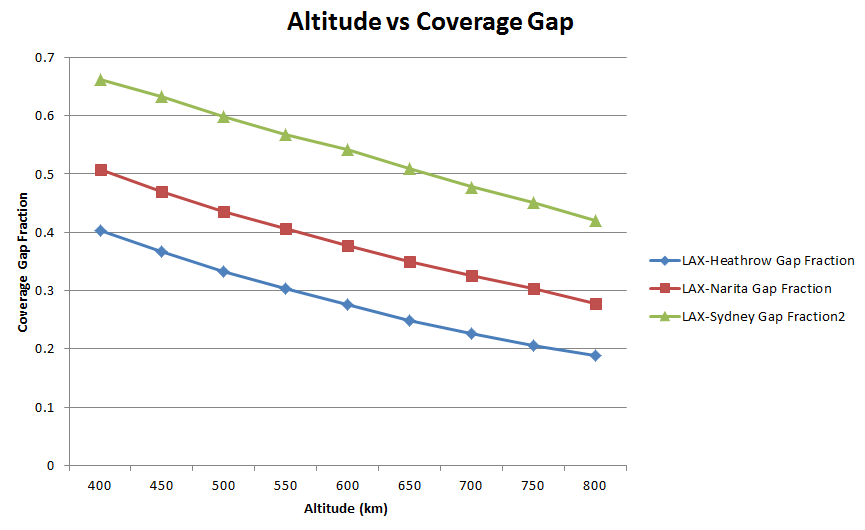 Altitude vs Coverage Gap
0.7
0.6
0.5
0.4
0.3
0.2
0.1
0
Coverage Gap Fraction
400 450 500 550 600 650 700 750 800
Altitude (km)
LAX-Heathrow Gap Fraction
LAX-Narita Gap Fraction
LAX-Sydney Gap Fraction2